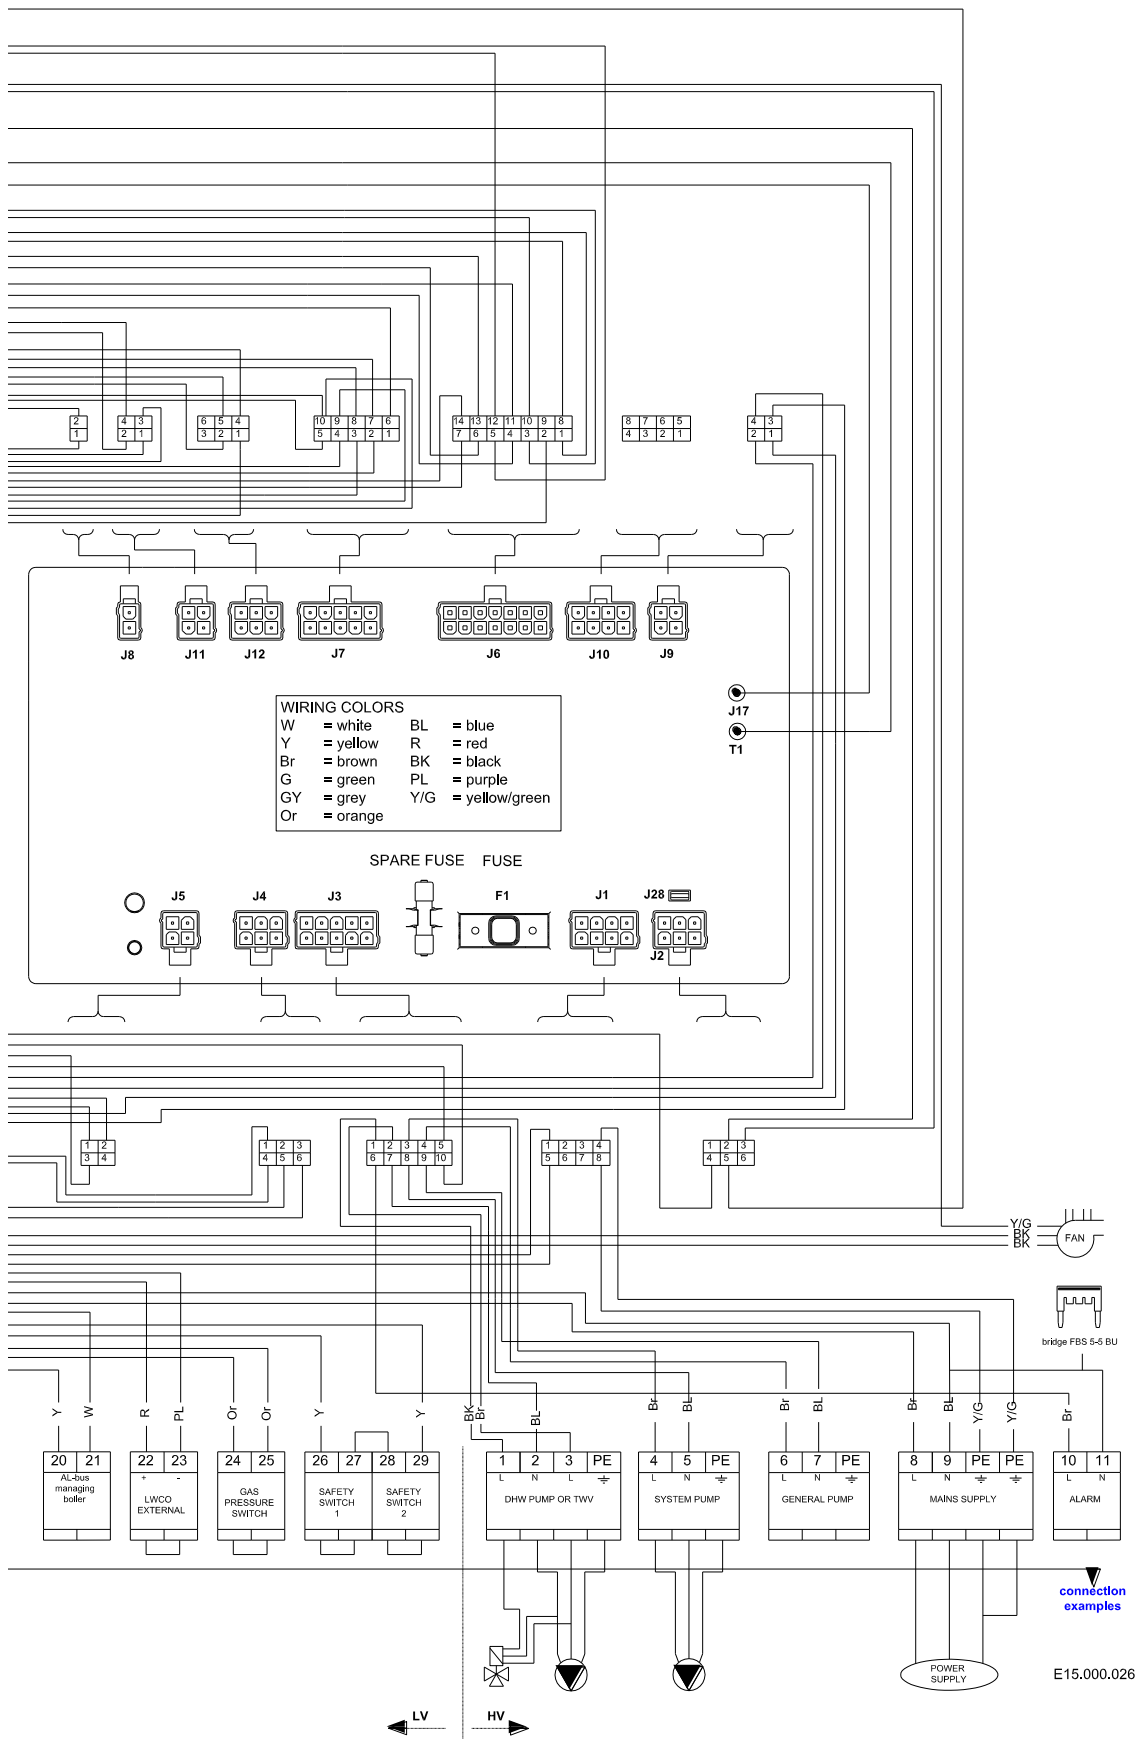 2
1
4 3
2 1
6 5 4
3 2 1
10 9 8 7 6
5 4 3 2 1
14 13 12 11 10 9 8
7 6 5 4 3 2 1
8 7 6 5
4 3 2 1
4 3
2 1
J8
J11
J12
J7
J6
J10
J9
J17
T1
WIRING COLORS
W = white BL = blue
Y = yellow R = red
Br = brown BK = black
G = green PL = purple
GY = grey Y/G = yellow/green
Or = orange
SPARE FUSE FUSE
J5
J4
J3
F1
J1
J28
J2
1 2
3 4
1 2 3
4 5 6
1 2 3 4 5
6 7 8 9 10
1 2 3 4
5 6 7 8
1 2 3
4 5 6
Y/G
BK
BK
FAN
bridge FBS 5-5 BU
Y W R PL Or Or Y Y BK Br BL Br BL Br BL Br BL Y/G Y/G Br
20 21 22 23 24 25 26 27 28 29 1 2 3 PE 4 5 PE 6 7 8 9 PE PE 10 11
+ - L N L L N L N L N L N
AL-bus
managing
boiler
LWCO
EXTERNAL
GAS
PRESSURE
SWITCH
SAFETY
SWITCH
1
SAFETY
SWITCH
2
DHW PUMP OR TWV
SYSTEM PUMP
GENERAL PUMP
MAINS SUPPLY
ALARM
connection
examples
POWER
SUPPLY
E15.000.026
LV HV